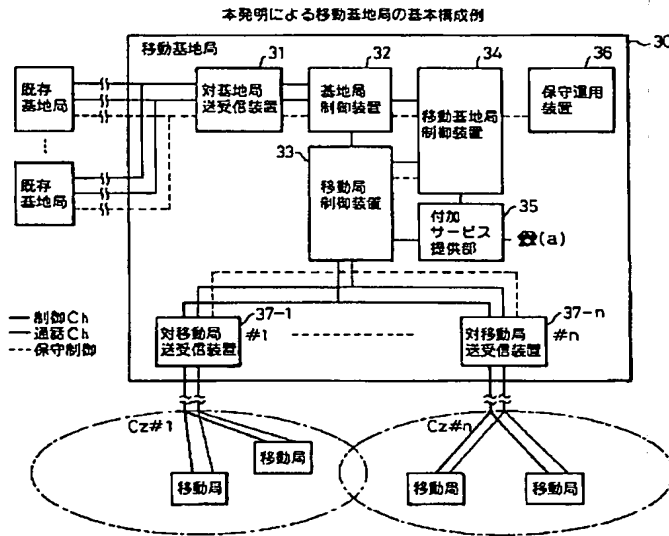 本発明による移動基地局の基本構成例
30
移動基地局
31
32
34
36
既存
基地局
対基地局
送受信装置
基地局
制御装置
移動基地局
制御装置
保守運用
装置
33
移動局
制御装置
既存
基地局
35
付加
サービス
提供部
(a)
制御Ch
通話Ch
保守制御
37-1
対移動局
送受信装置
#1
37-n
対移動局
送受信装置
#n
Cz#1
移動局
移動局
Cz#n
移動局
移動局